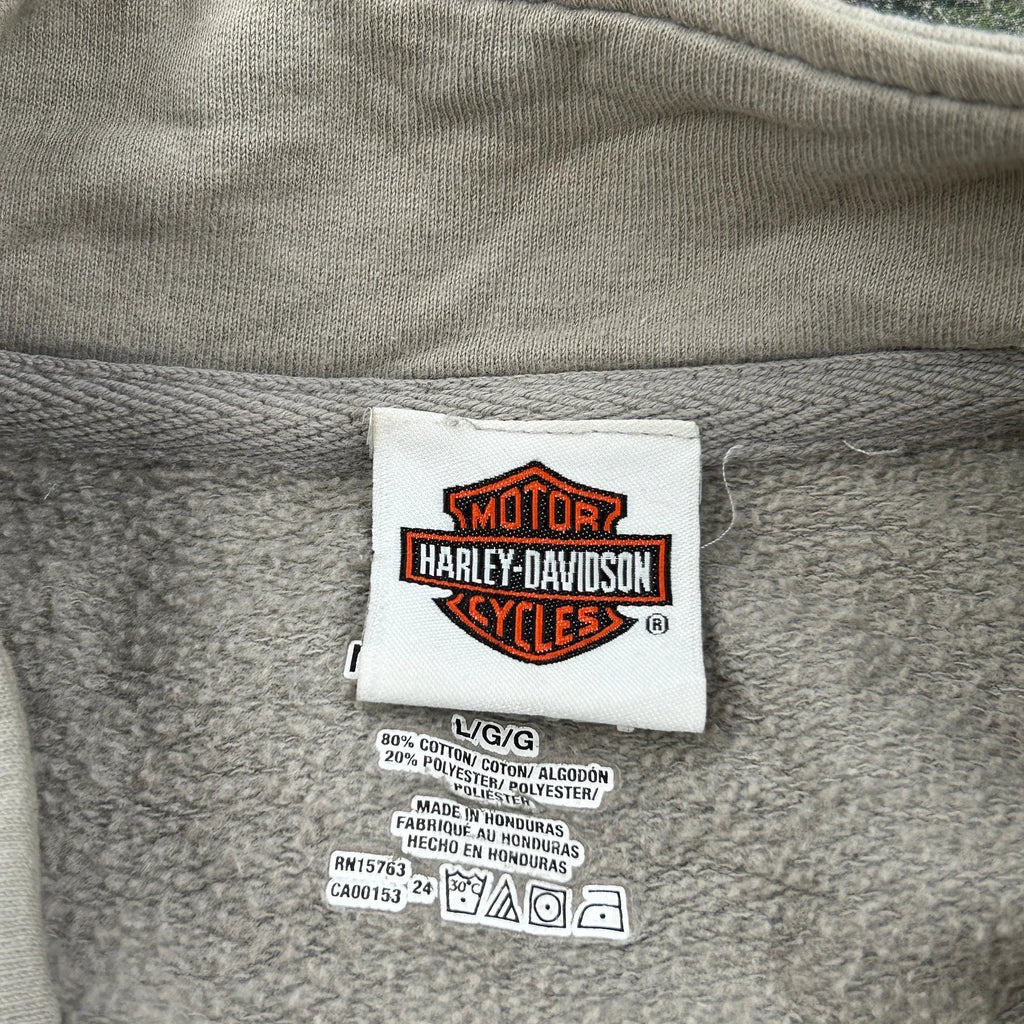 MOTOR
HARLEY-DAVIDSON
CYCLES
®
L/G/G
80% COTTON/ COTON/ ALGODÓN
20% POLYESTER/ POLYESTER/
POLIÉSTER
MADE IN HONDURAS
FABRIQUÉ AU HONDURAS
HECHO EN HONDURAS
RN15763
CA00153 24
30°C